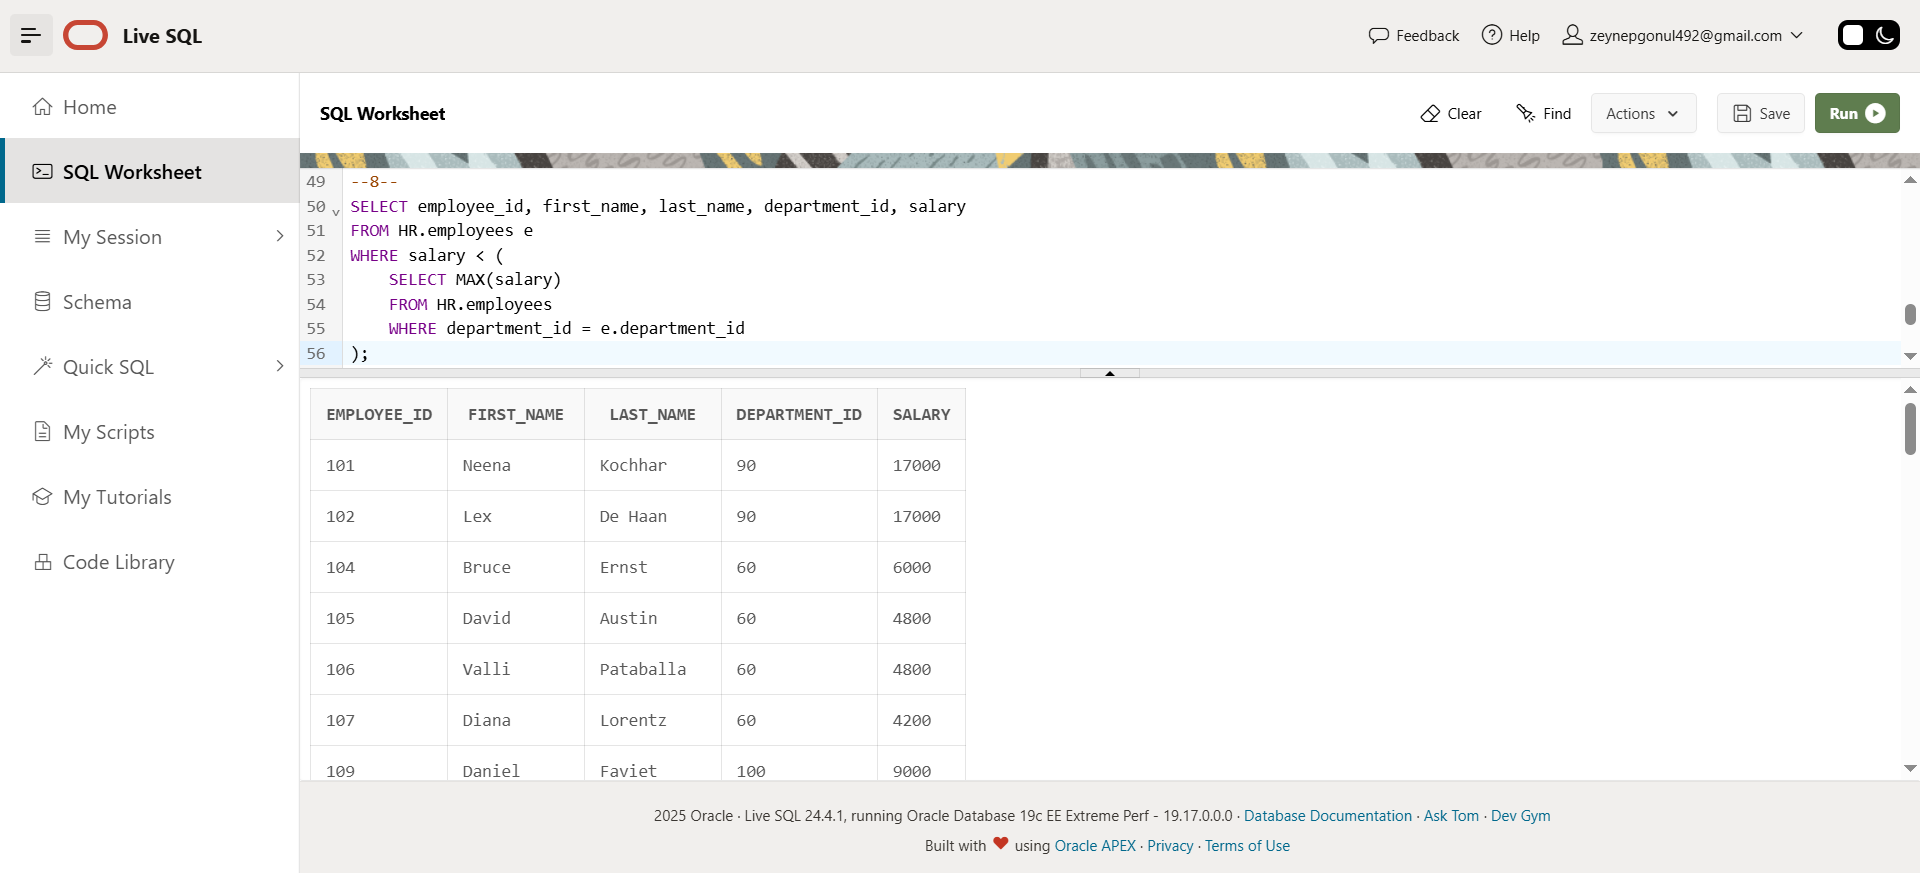 Live SQL
Feedback
Help
zeynepgonul492@gmail.com
Home
SQL Worksheet
My Session
Schema
Quick SQL
My Scripts
My Tutorials
Code Library
SQL Worksheet
Clear
Find
Actions
Save
Run
49 --8--
50 SELECT employee_id, first_name, last_name, department_id, salary
51 FROM HR.employees e
52 WHERE salary < (
53 SELECT MAX(salary)
54 FROM HR.employees
55 WHERE department_id = e.department_id
56 );
EMPLOYEE_ID FIRST_NAME LAST_NAME DEPARTMENT_ID SALARY
101 Neena Kochhar 90 17000
102 Lex De Haan 90 17000
104 Bruce Ernst 60 6000
105 David Austin 60 4800
106 Valli Pataballa 60 4800
107 Diana Lorentz 60 4200
109 Daniel Faviet 100 9000
2025 Oracle · Live SQL 24.4.1, running Oracle Database 19c EE Extreme Perf - 19.17.0.0.0 · Database Documentation · Ask Tom · Dev Gym
Built with ❤ using Oracle APEX · Privacy · Terms of Use